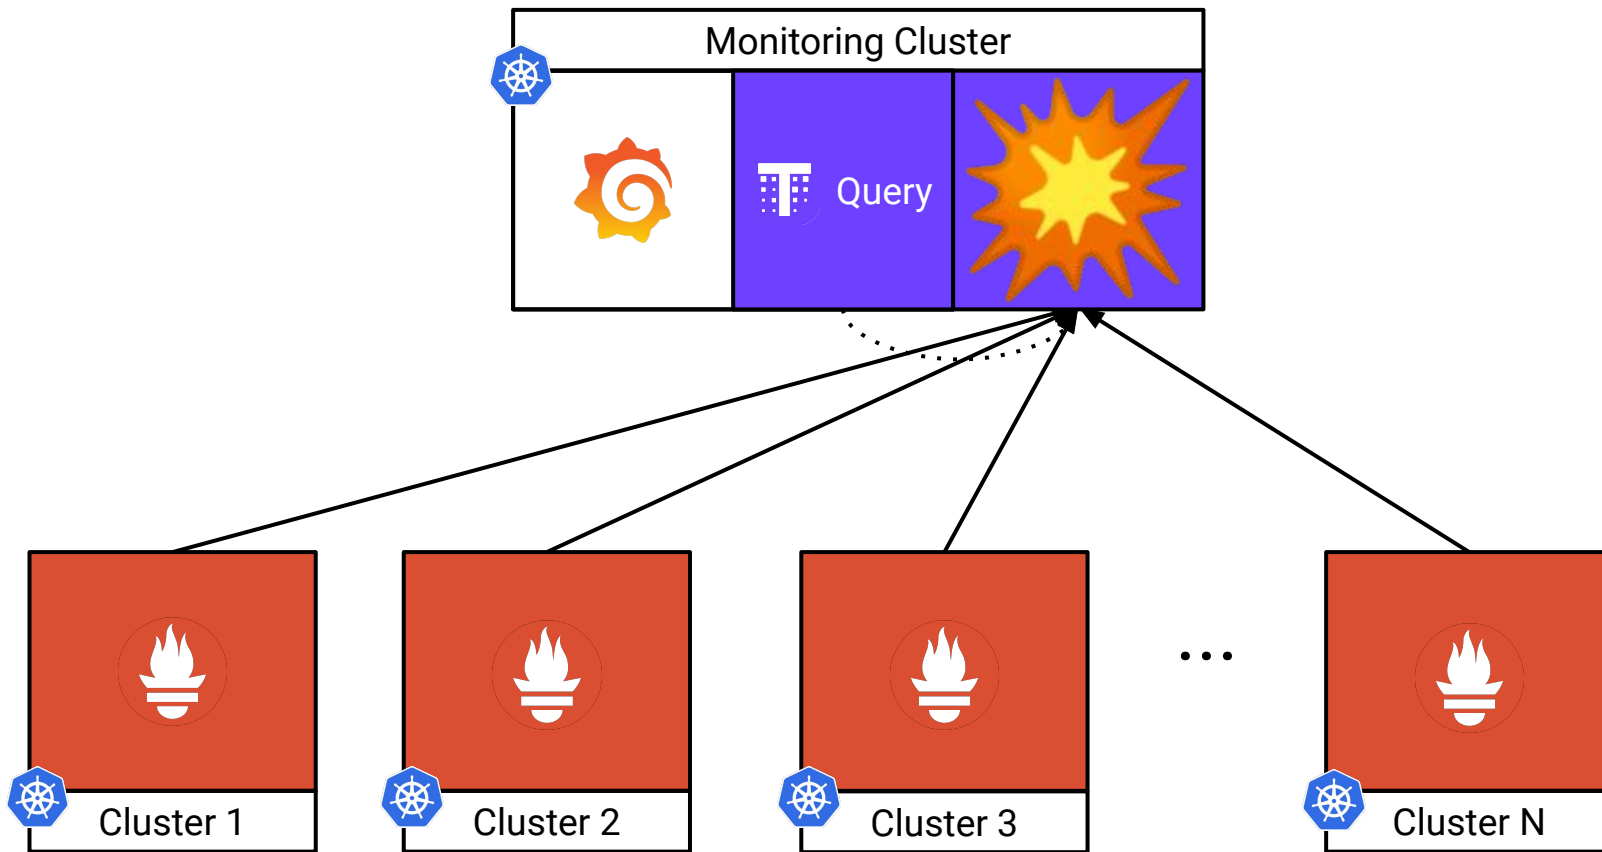 Monitoring Cluster
Query
...
Cluster 1
Cluster 2
Cluster 3
Cluster N